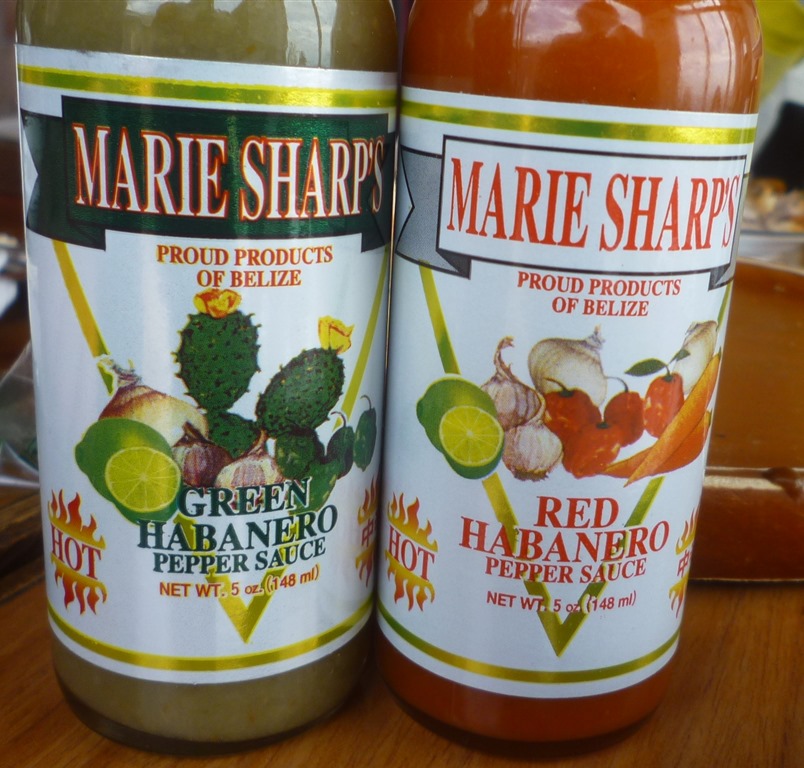 MARIE SHARP'S
PROUD PRODUCTS
OF BELIZE
GREEN
HABANERO
PEPPER SAUCE
NET WT. 5 oz. (148 ml)
HOT
MARIE SHARP'S
PROUD PRODUCTS
OF BELIZE
RED
HABANERO
PEPPER SAUCE
NET WT. 5 oz. (148 ml)
HOT